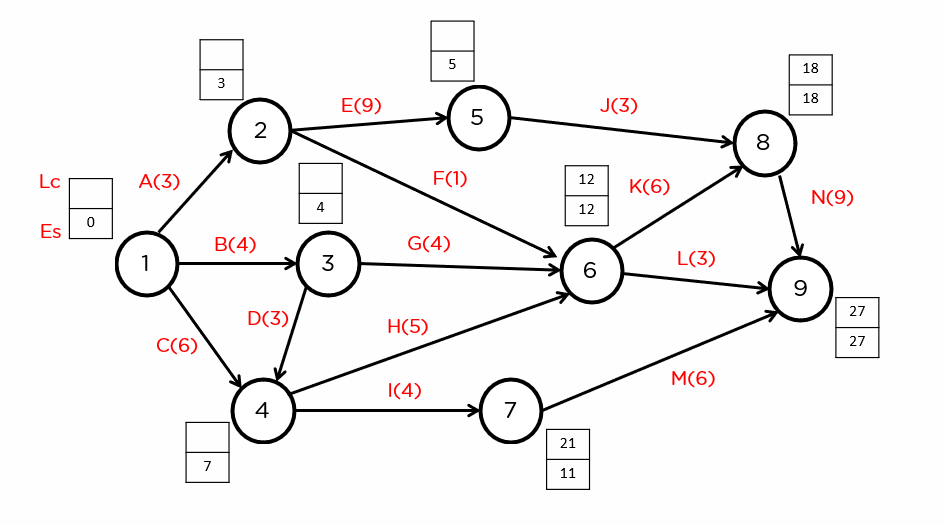 5
18
18
3
E(9)
5
J(3)
2
8
A(3)
F(1)
Lc
0
Es
4
12
12
K(6)
N(9)
B(4)
G(4)
L(3)
1
3
6
9
D(3)
H(5)
C(6)
27
27
I(4)
M(6)
4
7
7
21
11